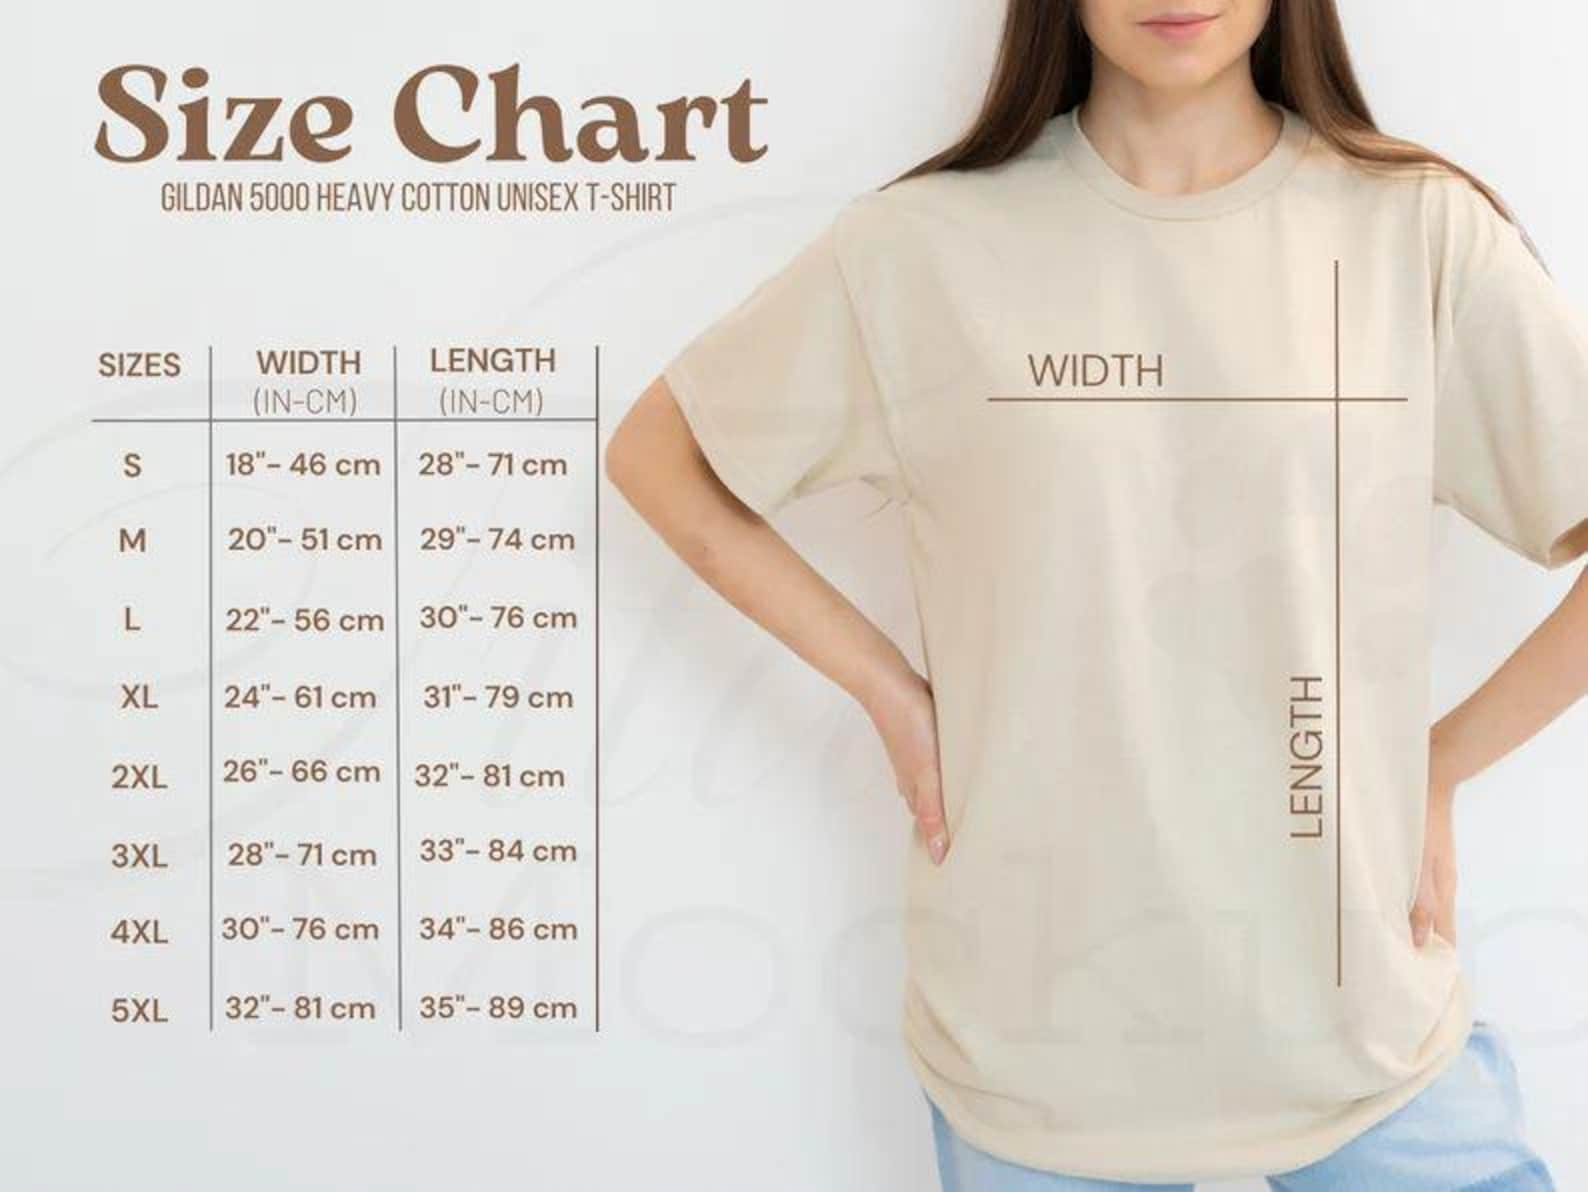 Size Chart
GILDAN 5000 HEAVY COTTON UNISEX T-SHIRT
SIZES WIDTH LENGTH
(IN-CM) (IN-CM)
S 18"- 46 cm 28"- 71 cm
M 20"- 51 cm 29"- 74 cm
L 22"- 56 cm 30"- 76 cm
XL 24"- 61 cm 31"- 79 cm
2XL 26"- 66 cm 32"- 81 cm
3XL 28"- 71 cm 33"- 84 cm
4XL 30"- 76 cm 34"- 86 cm
5XL 32"- 81 cm 35"- 89 cm
WIDTH
LENGTH